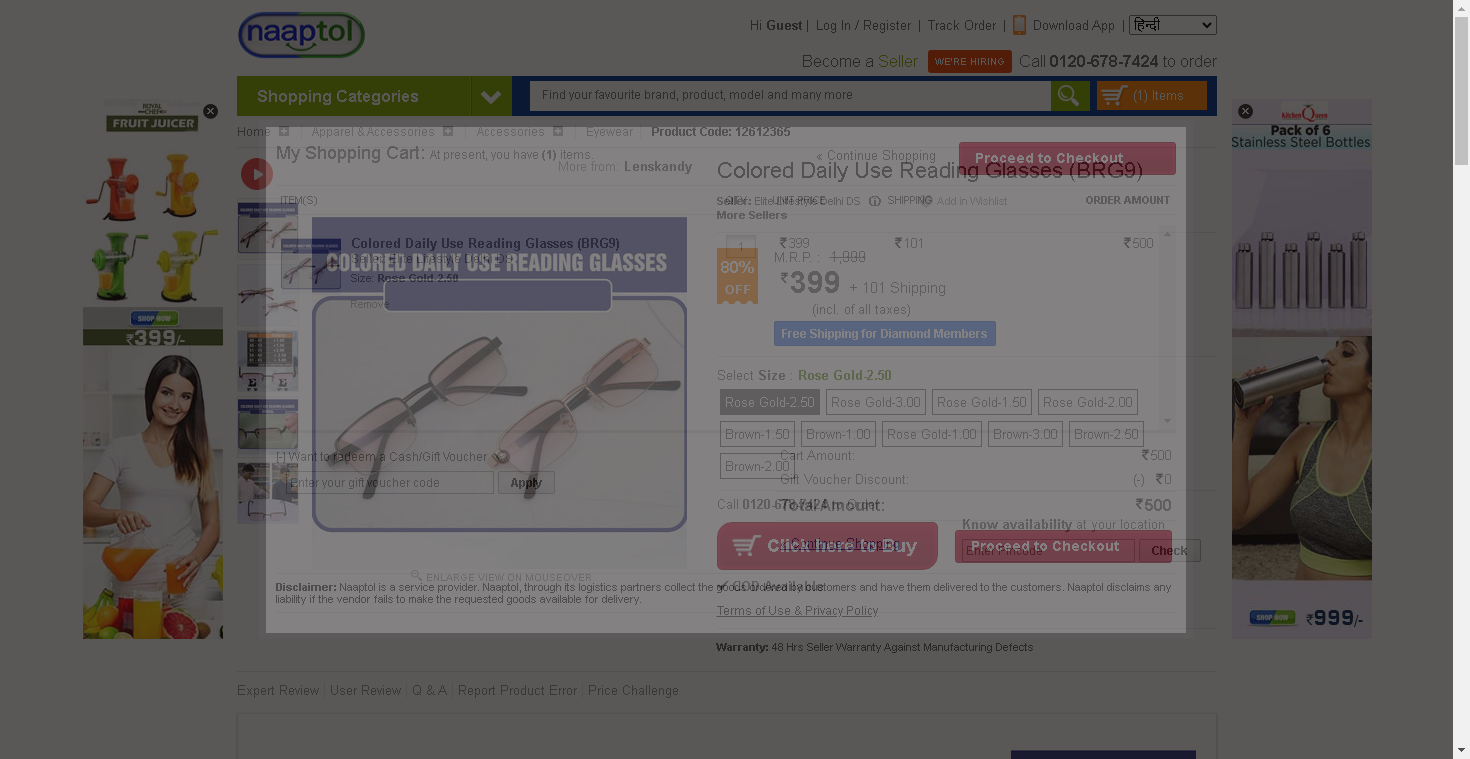 naaptol
Hi Guest | Log In / Register | Track Order | Download App | हिन्दी
Become a Seller WE'RE HIRING Call 0120-678-7424 to order
Shopping Categories
Find your favourite brand, product, model and many more
(1) Items
Home Apparel & Accessories Accessories Eyewear Product Code: 12612365
My Shopping Cart: At present, you have (1) items.
« Continue Shopping
Proceed to Checkout
More from: Lenskandy
Colored Daily Use Reading Glasses (BRG9)
ITEM(S) QTY. UNIT PRICE SHIPPING ORDER AMOUNT
Seller: Elite Lifestyle Delhi DS
Add in Wishlist
More Sellers
Colored Daily Use Reading Glasses (BRG9)
Seller: Elite Lifestyle Delhi DS
Size: Rose Gold-2.50
Remove
1 ₹399 ₹101 ₹500
COLORED DAILY USE READING GLASSES
M.R.P. : 1,999
80% OFF
₹399 + 101 Shipping
(incl. of all taxes)
Free Shipping for Diamond Members
Select Size : Rose Gold-2.50
Rose Gold-2.50 Rose Gold-3.00 Rose Gold-1.50 Rose Gold-2.00
Brown-1.50 Brown-1.00 Rose Gold-1.00 Brown-3.00 Brown-2.50
Brown-2.00
[-] Want to redeem a Cash/Gift Voucher
Enter your gift voucher code Apply
Cart Amount: ₹500
Gift Voucher Discount: (-) ₹0
Call 0120-678-7424 to Order
Total Amount: ₹500
Know availability at your location
Click here to Buy
« Continue Shopping
Proceed to Checkout
Enter Pincode Check
ENLARGE VIEW ON MOUSEOVER
COD Available
Disclaimer: Naaptol is a service provider. Naaptol, through its logistics partners collect the goods ordered by customers and have them delivered to the customers. Naaptol disclaims any
liability if the vendor fails to make the requested goods available for delivery.
Terms of Use & Privacy Policy
Warranty: 48 Hrs Seller Warranty Against Manufacturing Defects
Expert Review User Review Q & A Report Product Error Price Challenge
ROYAL CHEF
FRUIT JUICER
SHOP NOW
₹399/-
Kitchen Queen
Pack of 6
Stainless Steel Bottles
SHOP NOW ₹999/-